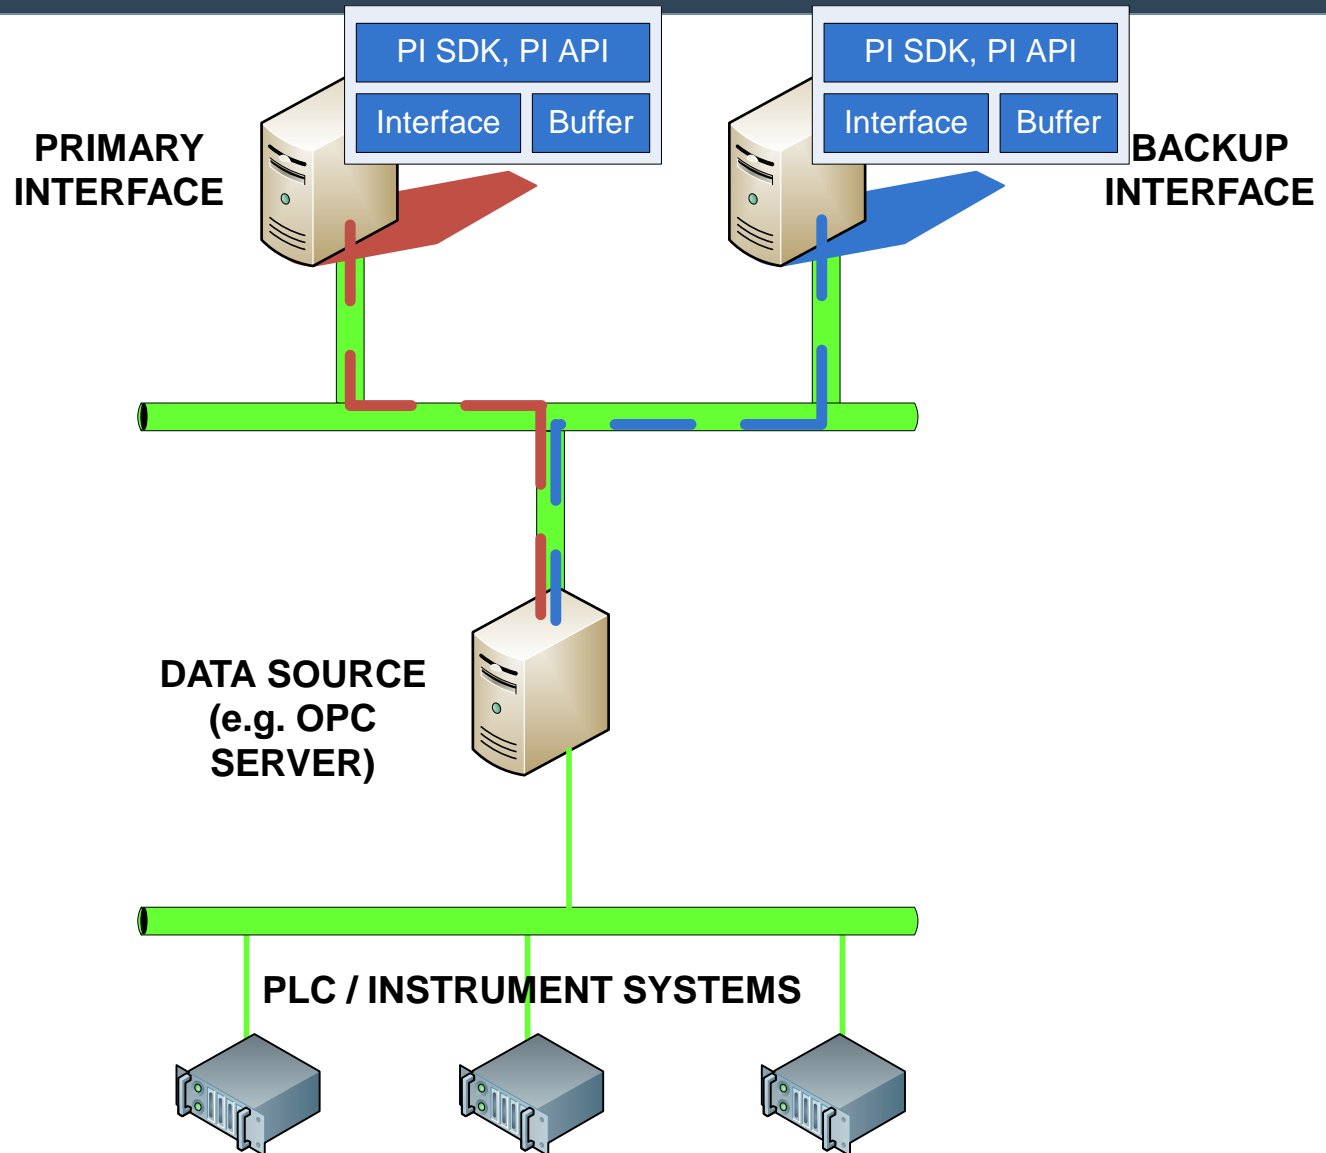 PI SDK, PI API
Interface
Buffer
PRIMARY
INTERFACE
PI SDK, PI API
Interface
Buffer
BACKUP
INTERFACE
DATA SOURCE
(e.g. OPC
SERVER)
PLC / INSTRUMENT SYSTEMS